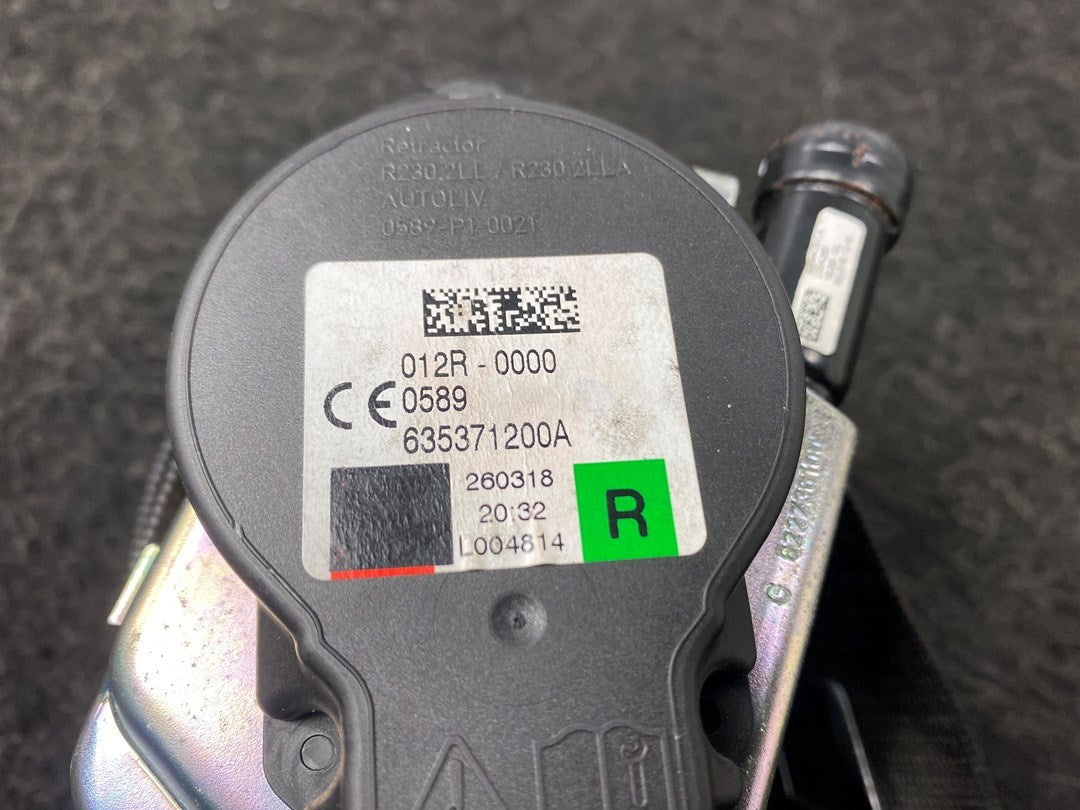 Retractor
R230.2LL / R230.2LLA
AUTOLIV
0589-P1-0021
012R - 0000
CE 0589
635371200A
260318
20:32
L004814
R
G